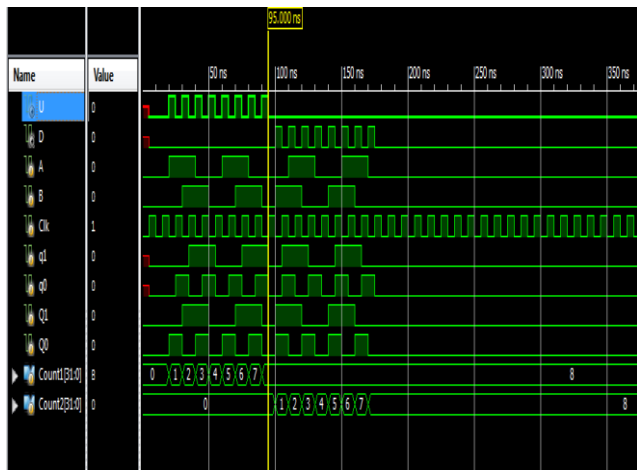 95.000 ns
Name Value 50 ns 100 ns 150 ns 200 ns 250 ns 300 ns 350 ns
U 0
D 0
A 0
B 0
Clk 1
q1 0
q0 0
Q1 0
Q0 0
Count1[31:0] 8 0 1 2 3 4 5 6 7 8
Count2[31:0] 0 0 1 2 3 4 5 6 7 8